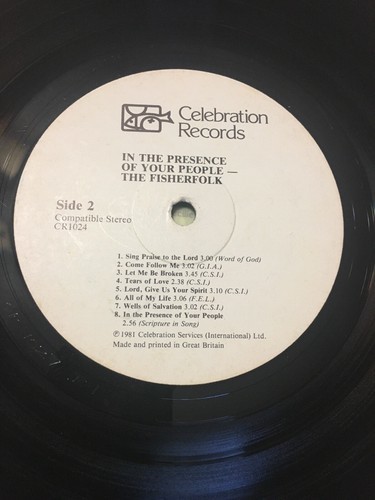 Celebration
Records
IN THE PRESENCE
OF YOUR PEOPLE —
THE FISHERFOLK
Side 2
Compatible Stereo
CR1024
1. Sing Praise to the Lord 3.00 (Word of God)
2. Come Follow Me 3.02 (G.I.A.)
3. Let Me Be Broken 3.45 (C.S.I.)
4. Tears of Love 2.38 (C.S.I.)
5. Lord, Give Us Your Spirit 3.10 (C.S.I.)
6. All of My Life 3.06 (F.E.L.)
7. Wells of Salvation 3.02 (C.S.I.)
8. In the Presence of Your People
2.56 (Scripture in Song)
℗ 1981 Celebration Services (International) Ltd.
Made and printed in Great Britain